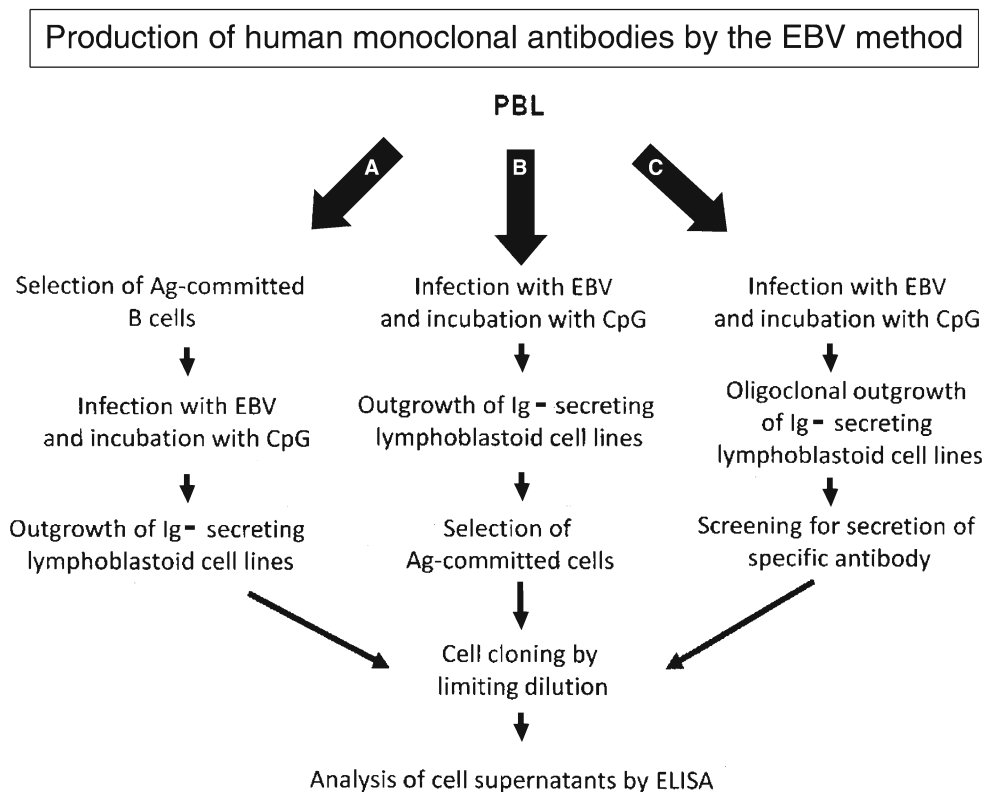 Production of human monoclonal antibodies by the EBV method
PBL
A
B
C
Selection of Ag-committed
B cells
Infection with EBV
and incubation with CpG
Outgrowth of Ig- secreting
lymphoblastoid cell lines
Infection with EBV
and incubation with CpG
Outgrowth of Ig- secreting
lymphoblastoid cell lines
Selection of
Ag-committed cells
Infection with EBV
and incubation with CpG
Oligoclonal outgrowth
of Ig- secreting
lymphoblastoid cell lines
Screening for secretion of
specific antibody
Cell cloning by
limiting dilution
Analysis of cell supernatants by ELISA